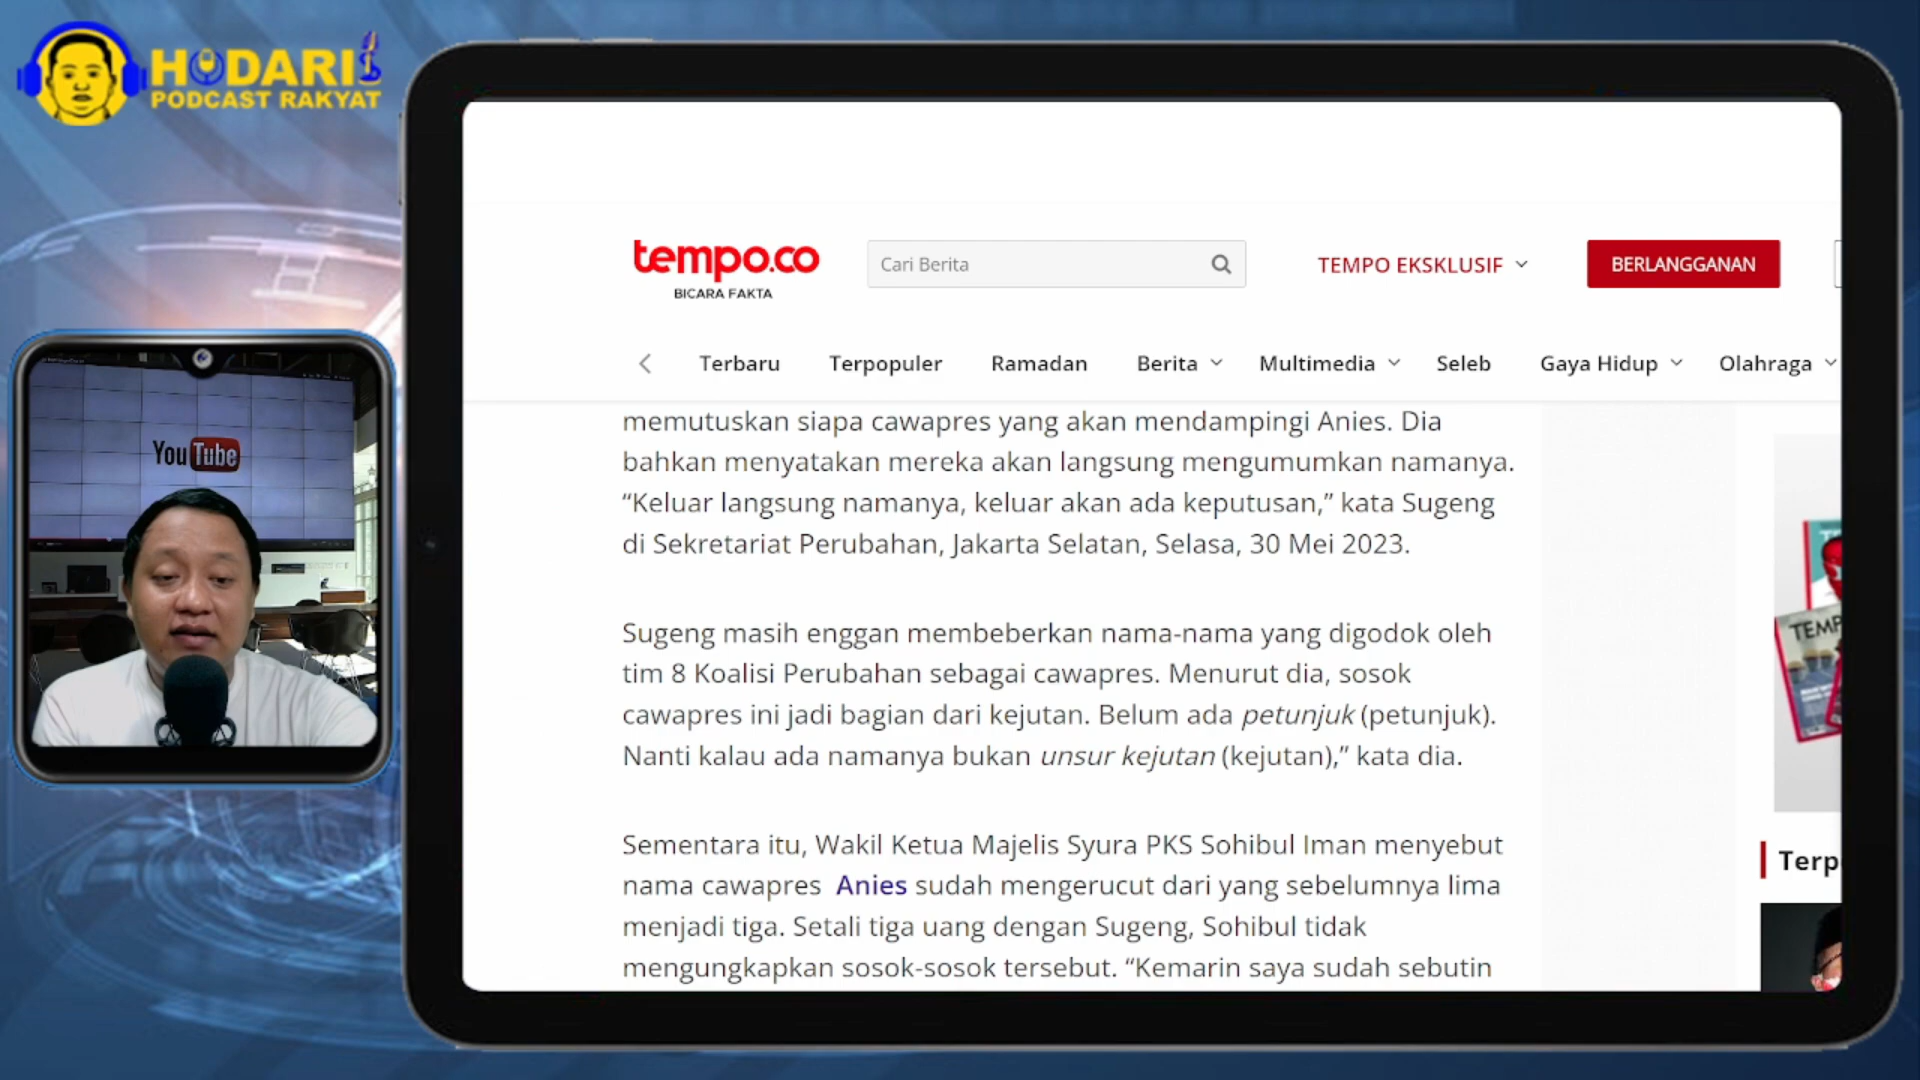 HODARI
PODCAST RAKYAT
YouTube
tempo.co
BICARA FAKTA
Cari Berita
TEMPO EKSKLUSIF
BERLANGGANAN
Terbaru
Terpopuler
Ramadan
Berita
Multimedia
Seleb
Gaya Hidup
Olahraga
memutuskan siapa cawapres yang akan mendampingi Anies. Dia
bahkan menyatakan mereka akan langsung mengumumkan namanya.
“Keluar langsung namanya, keluar akan ada keputusan,” kata Sugeng
di Sekretariat Perubahan, Jakarta Selatan, Selasa, 30 Mei 2023.
Sugeng masih enggan membeberkan nama-nama yang digodok oleh
tim 8 Koalisi Perubahan sebagai cawapres. Menurut dia, sosok
cawapres ini jadi bagian dari kejutan. Belum ada petunjuk (petunjuk).
Nanti kalau ada namanya bukan unsur kejutan (kejutan),” kata dia.
Sementara itu, Wakil Ketua Majelis Syura PKS Sohibul Iman menyebut
nama cawapres Anies sudah mengerucut dari yang sebelumnya lima
menjadi tiga. Setali tiga uang dengan Sugeng, Sohibul tidak
mengungkapkan sosok-sosok tersebut. “Kemarin saya sudah sebutin
TEMP
Terp